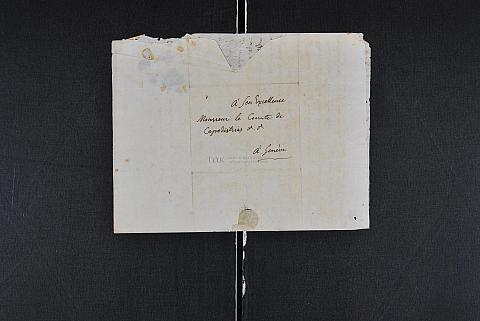 à Son Excellence
Monsieur le Comte de
Capodistrias &. &.
à Genève